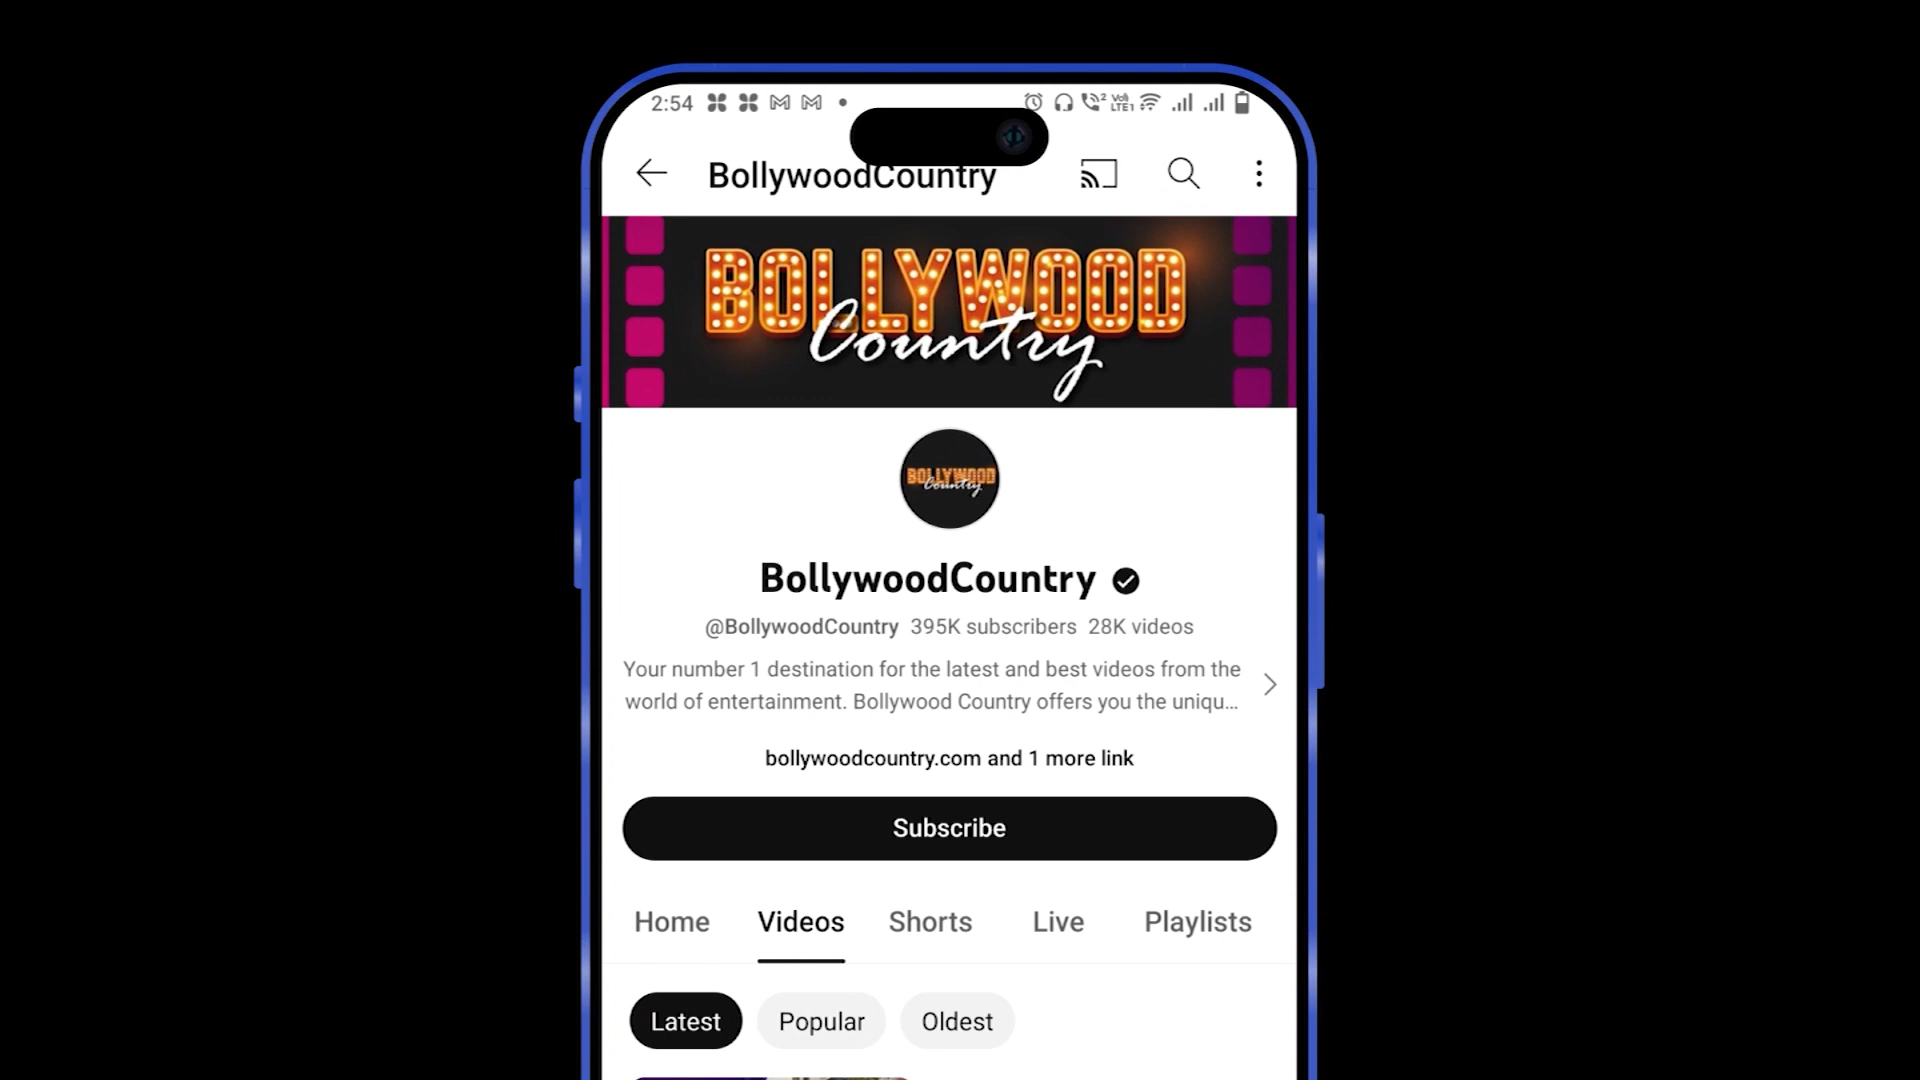 2:54
BollywoodCountry
BOLLYWOOD
Country
BOLLYWOOD
Country
BollywoodCountry
@BollywoodCountry 395K subscribers 28K videos
Your number 1 destination for the latest and best videos from the
world of entertainment. Bollywood Country offers you the uniqu...
bollywoodcountry.com and 1 more link
Subscribe
Home Videos Shorts Live Playlists
Latest Popular Oldest